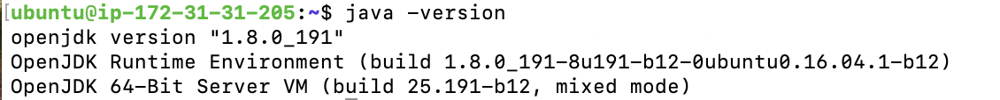 [ubuntu@ip-172-31-31-205:~$ java -version
openjdk version "1.8.0_191"
OpenJDK Runtime Environment (build 1.8.0_191-8u191-b12-0ubuntu0.16.04.1-b12)
OpenJDK 64-Bit Server VM (build 25.191-b12, mixed mode)